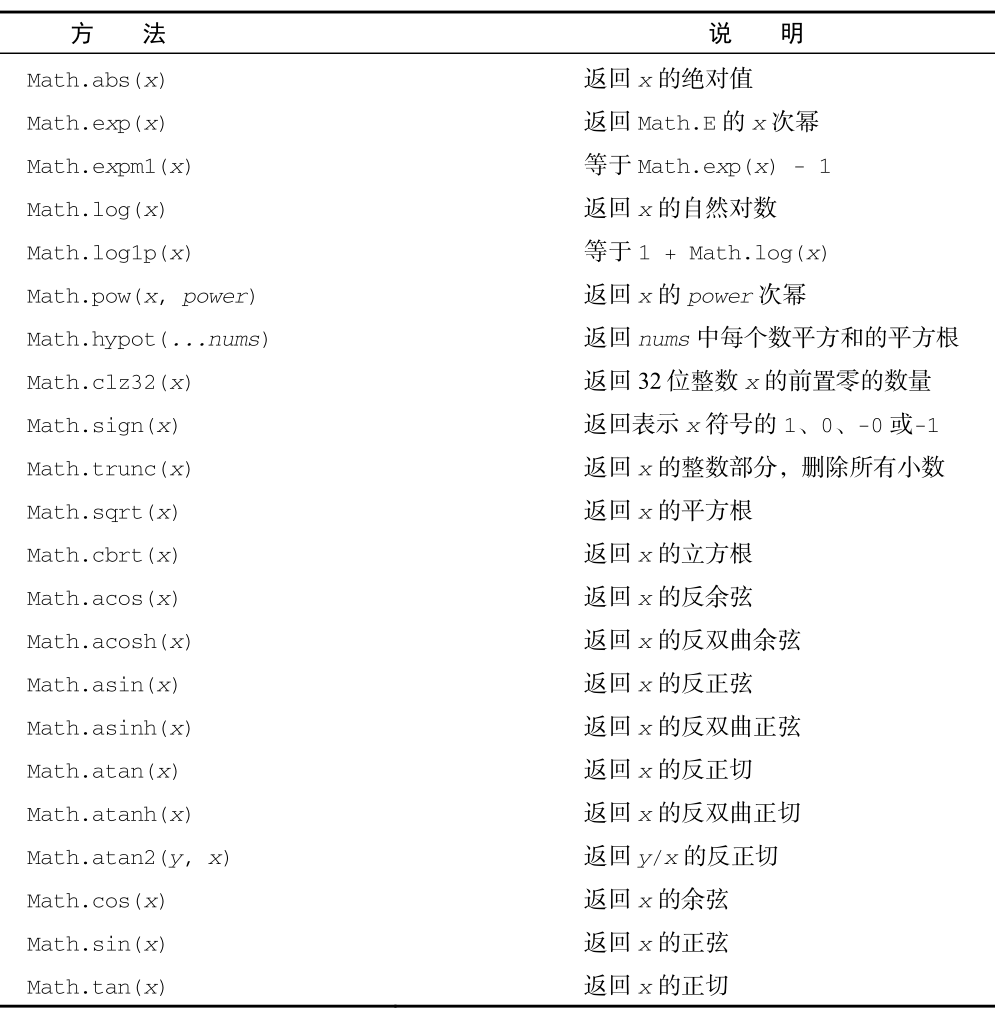 方 法 说 明
Math.abs(x) 返回 x 的绝对值
Math.exp(x) 返回 Math.E 的 x 次幂
Math.expm1(x) 等于 Math.exp(x) - 1
Math.log(x) 返回 x 的自然对数
Math.log1p(x) 等于 1 + Math.log(x)
Math.pow(x, power) 返回 x 的 power 次幂
Math.hypot(...nums) 返回 nums 中每个数平方和的平方根
Math.clz32(x) 返回 32 位整数 x 的前置零的数量
Math.sign(x) 返回表示 x 符号的 1、0、-0 或-1
Math.trunc(x) 返回 x 的整数部分，删除所有小数
Math.sqrt(x) 返回 x 的平方根
Math.cbrt(x) 返回 x 的立方根
Math.acos(x) 返回 x 的反余弦
Math.acosh(x) 返回 x 的反双曲余弦
Math.asin(x) 返回 x 的反正弦
Math.asinh(x) 返回 x 的反双曲正弦
Math.atan(x) 返回 x 的反正切
Math.atanh(x) 返回 x 的反双曲正切
Math.atan2(y, x) 返回 y/x 的反正切
Math.cos(x) 返回 x 的余弦
Math.sin(x) 返回 x 的正弦
Math.tan(x) 返回 x 的正切